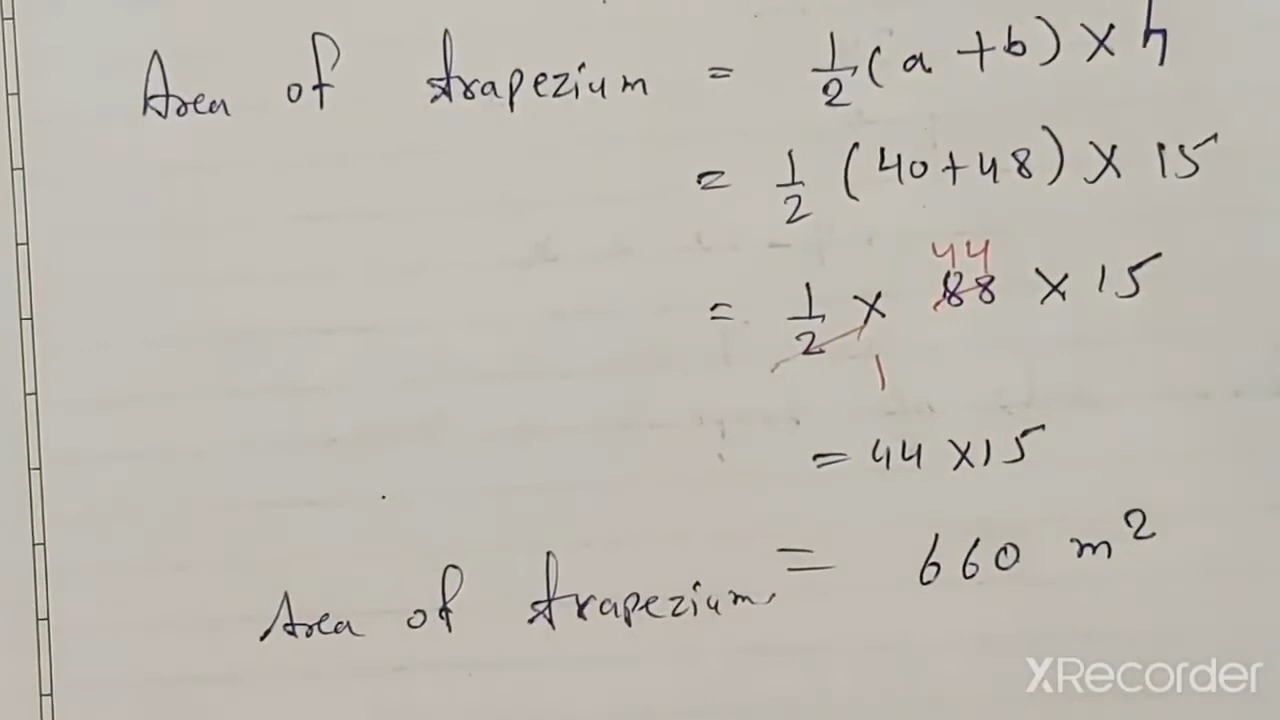 Area of trapezium = 1/2 (a + b) × h
= 1/2 (40+48) × 15
44
= 1/2 × 88 × 15
1
= 44 × 15
Area of trapezium. = 660 m²
XRecorder